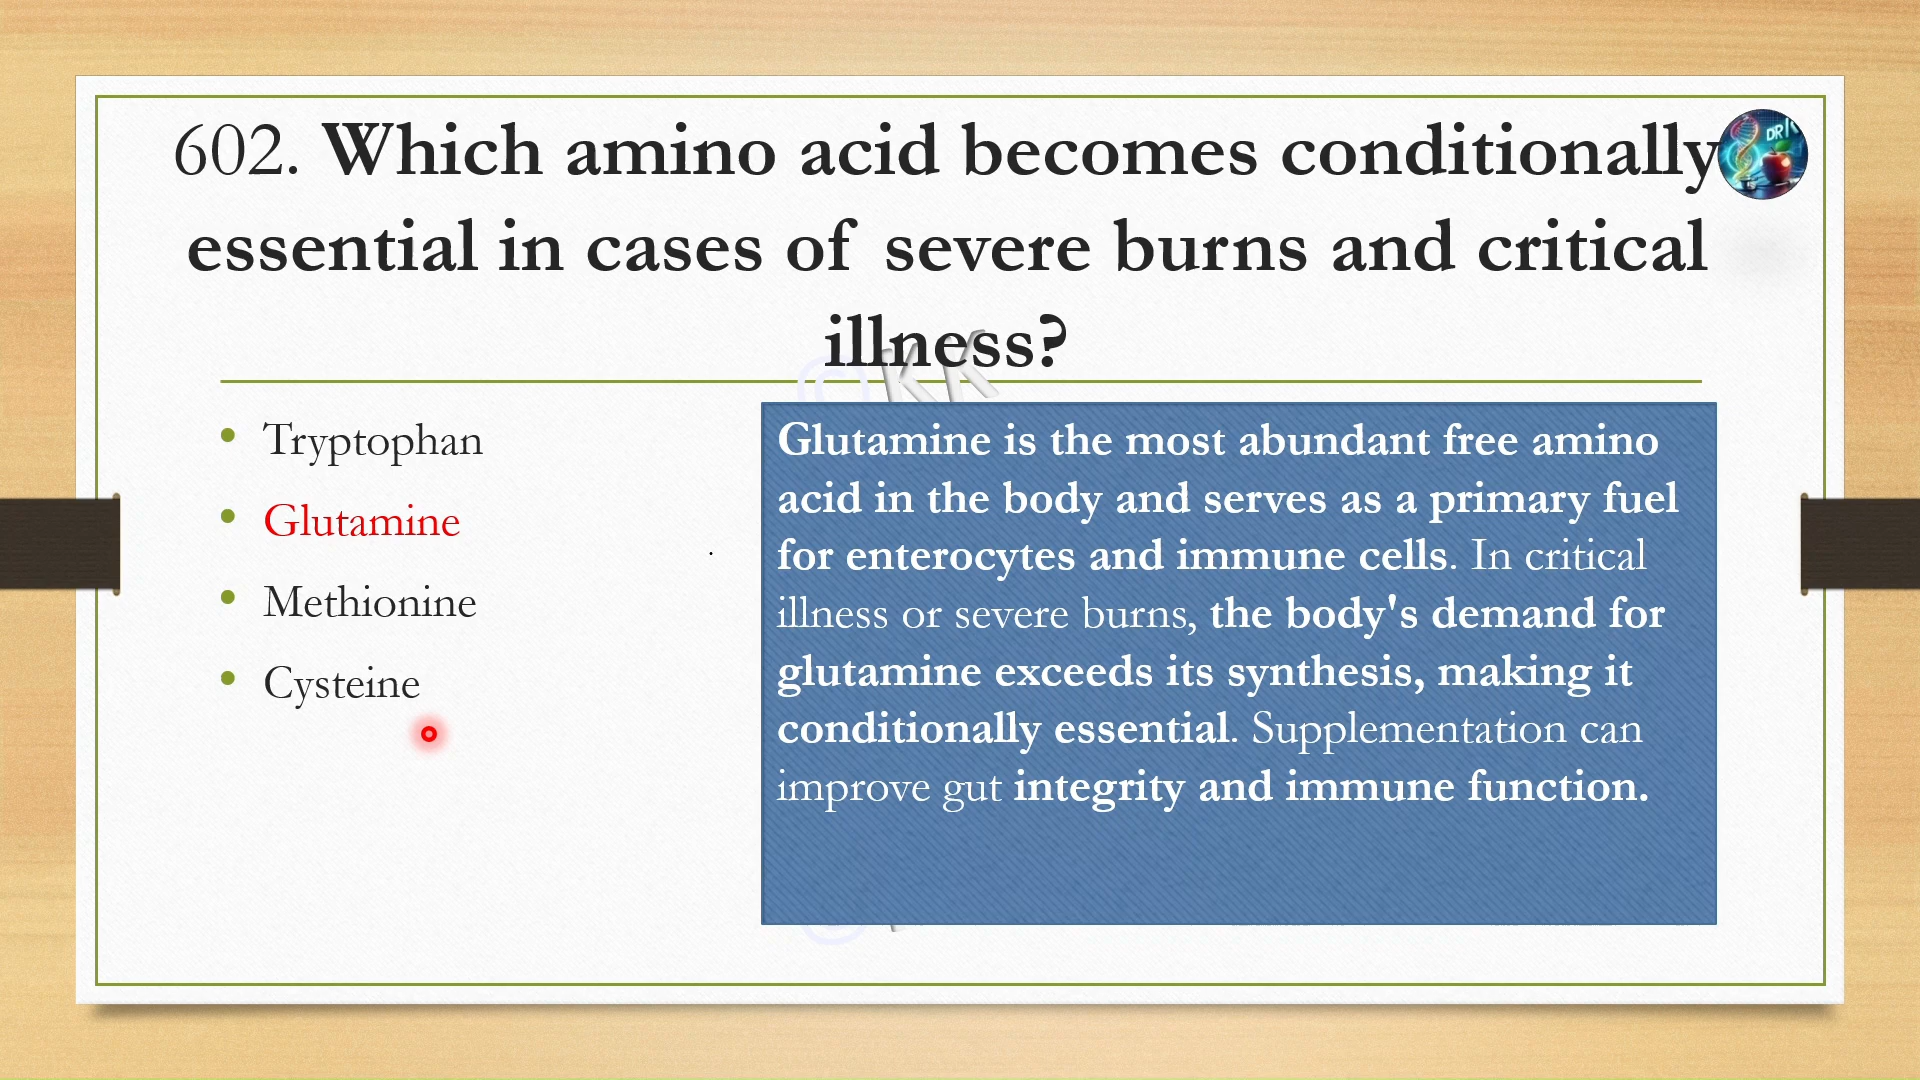 602. Which amino acid becomes conditionally
essential in cases of severe burns and critical
illness?
• Tryptophan
• Glutamine
• Methionine
• Cysteine
Glutamine is the most abundant free amino
acid in the body and serves as a primary fuel
for enterocytes and immune cells. In critical
illness or severe burns, the body's demand for
glutamine exceeds its synthesis, making it
conditionally essential. Supplementation can
improve gut integrity and immune function.
©KK
DR